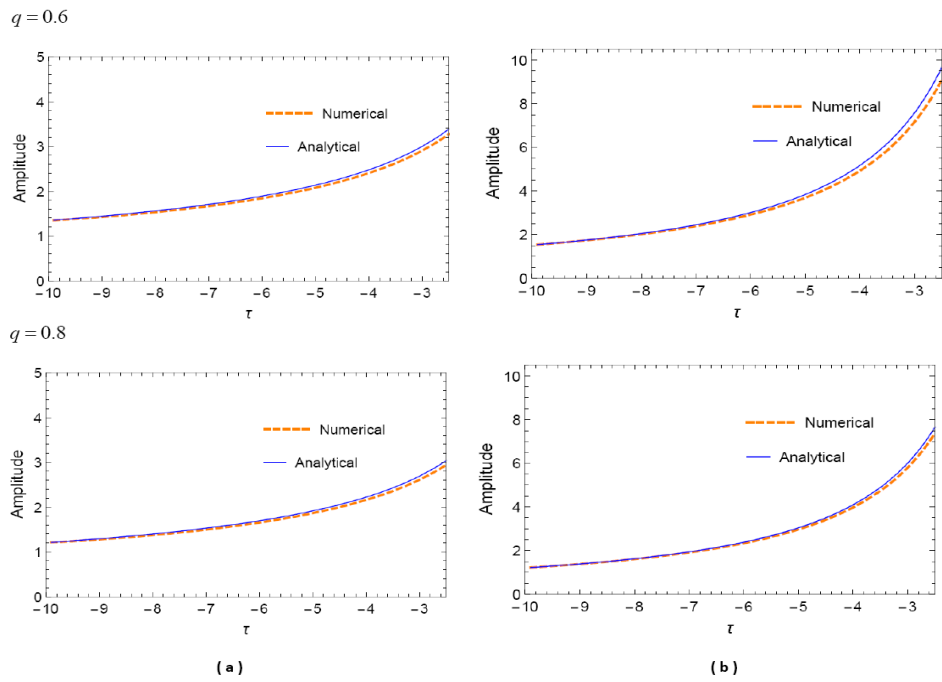 q = 0.6
5
4
3
2
1
0
Amplitude
Numerical
Analytical
-10 -9 -8 -7 -6 -5 -4 -3
τ
10
8
6
4
2
0
Amplitude
Numerical
Analytical
-10 -9 -8 -7 -6 -5 -4 -3
τ
q = 0.8
5
4
3
2
1
0
Amplitude
Numerical
Analytical
-10 -9 -8 -7 -6 -5 -4 -3
τ
( a )
10
8
6
4
2
0
Amplitude
Numerical
Analytical
-10 -9 -8 -7 -6 -5 -4 -3
τ
( b )